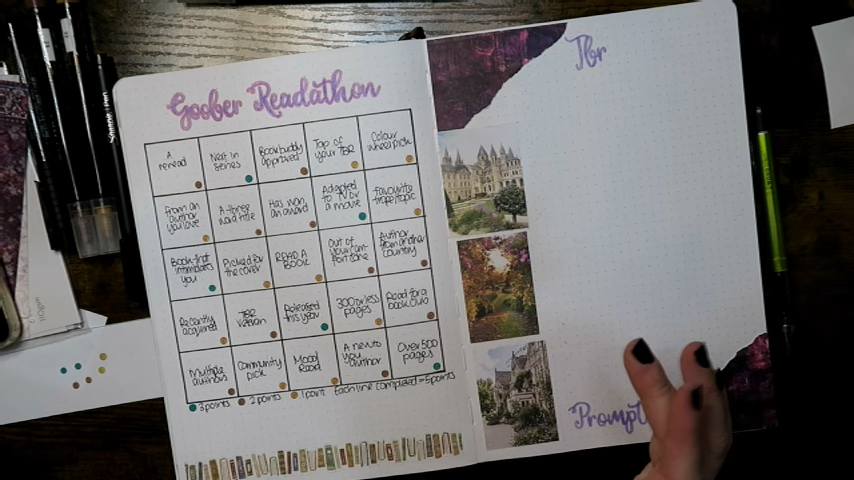 Goober Readathon
A
reread
Next in
series
Book buddy
approved
Top of
your TBR
Colour
wheel pick
From an
author
you love
A three
word title
Has won
an award
Adapted
to TV or
a movie
Favourite
trope/topic
Book that
intimidates
you
Picked for
the cover
READ A
BOOK
Out of
your com-
fort zone
Author
from another
country
Recently
acquired
TBR
Veteran
Released
this year
300 or less
pages
Read for a
book club
Multiple
authors
Community
pick
Mood
Read
A new to
you
author
Over 500
pages
3 points 2 points 1 point Each line completed = 5 points
Tbr
Prompt